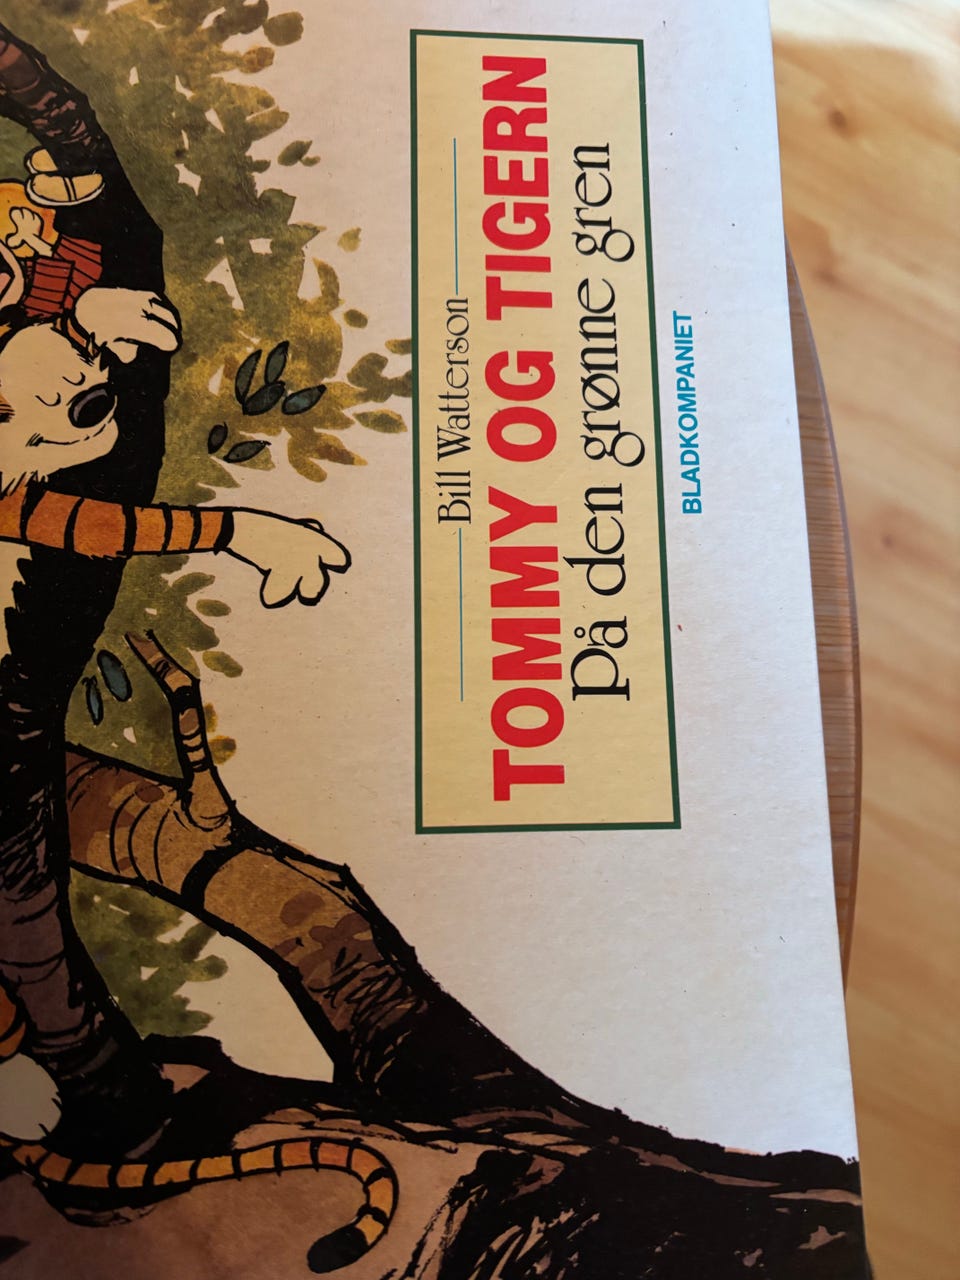 Bill Watterson
TOMMY OG TIGERN
På den grønne gren
BLADKOMPANIET